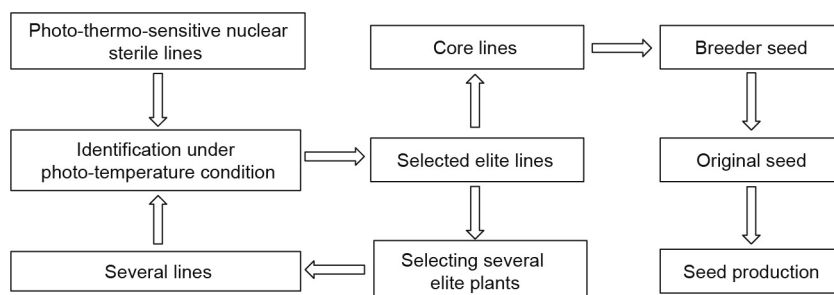 Photo-thermo-sensitive nuclear
sterile lines
Core lines
Breeder seed
Identification under
photo-temperature condition
Selected elite lines
Original seed
Several lines
Selecting several
elite plants
Seed production